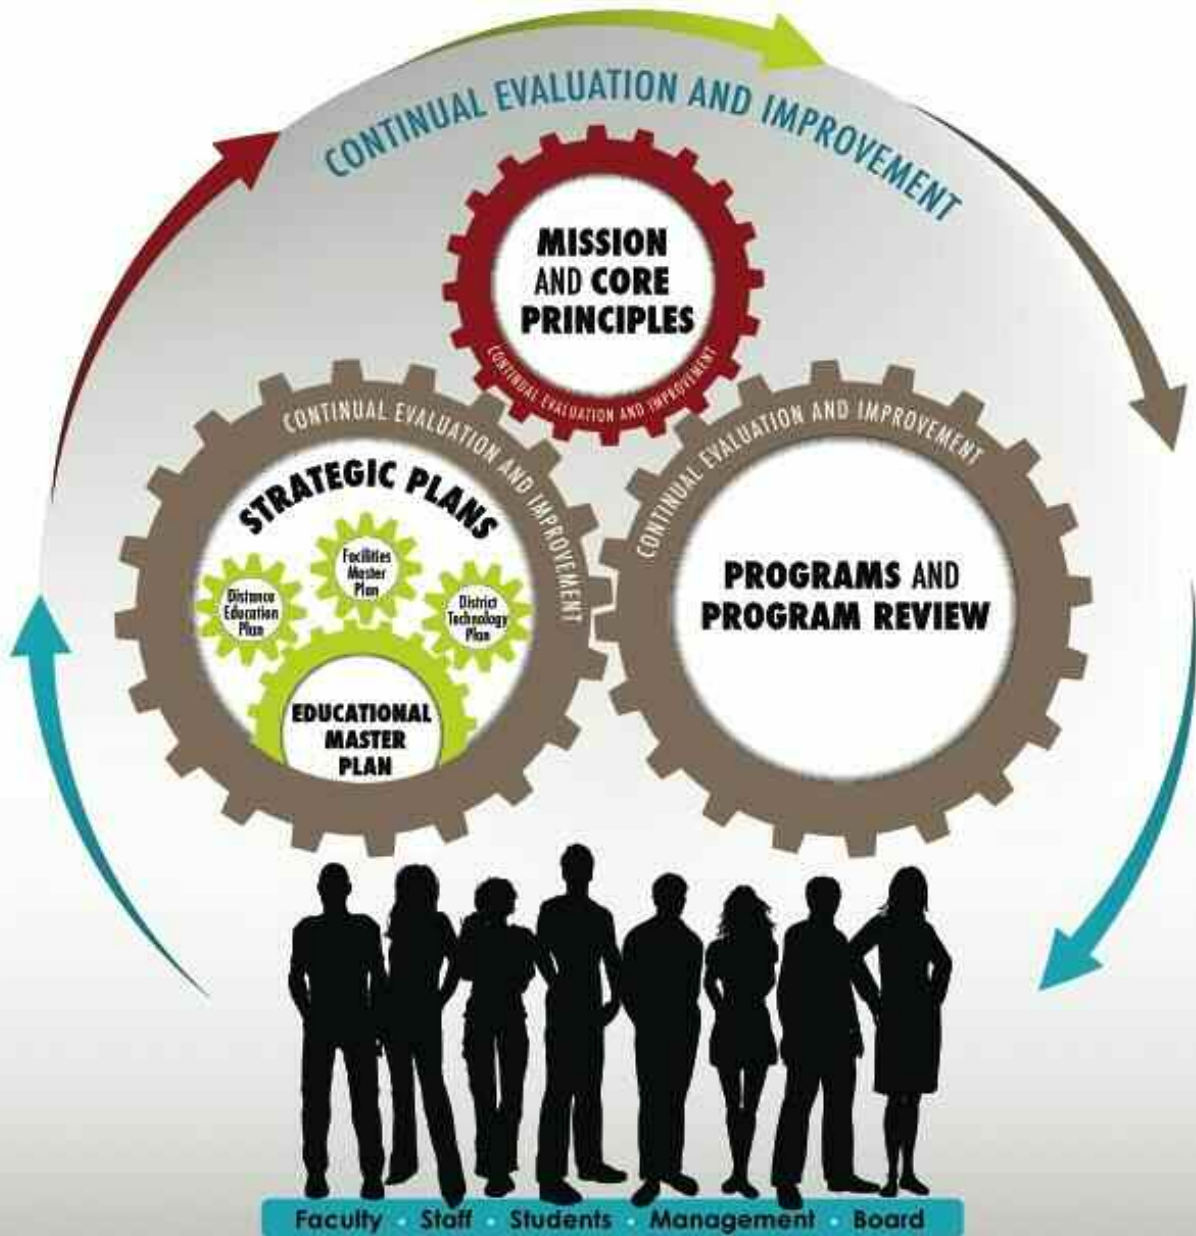 CONTINUAL EVALUATION AND IMPROVEMENT
MISSION
AND CORE
PRINCIPLES
CONTINUAL EVALUATION AND IMPROVEMENT
CONTINUAL EVALUATION AND IMPROVEMENT
STRATEGIC PLANS
Distance
Education
Plan
Facilities
Master
Plan
District
Technology
Plan
EDUCATIONAL
MASTER
PLAN
CONTINUAL EVALUATION AND IMPROVEMENT
PROGRAMS AND
PROGRAM REVIEW
Faculty • Staff • Students • Management • Board